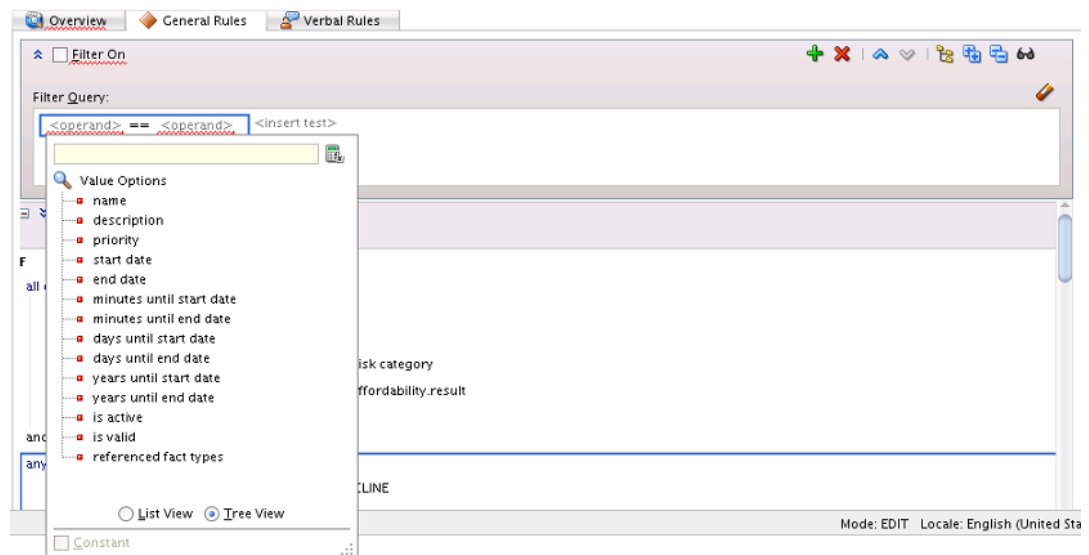 Overview General Rules Verbal Rules
Filter On
Filter Query:
<operand> == <operand> <insert test>
Value Options
name
description
priority
start date
end date
minutes until start date
minutes until end date
days until start date
days until end date
years until start date
years until end date
is active
is valid
referenced fact types
List View Tree View
Constant
F
all
isk category
ffordability.result
and
any
CLINE
Mode: EDIT Locale: English (United Sta